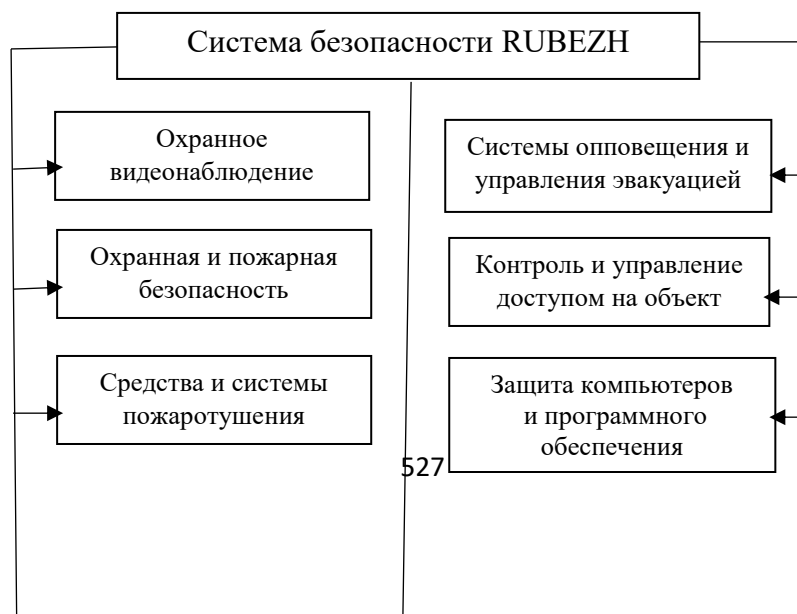 Система безопасности RUBEZH
Охранное
видеонаблюдение
Охранная и пожарная
безопасность
Средства и системы
пожаротушения
Системы опповещения и
управления эвакуацией
Контроль и управление
доступом на объект
Защита компьютеров
и программного
обеспечения
527